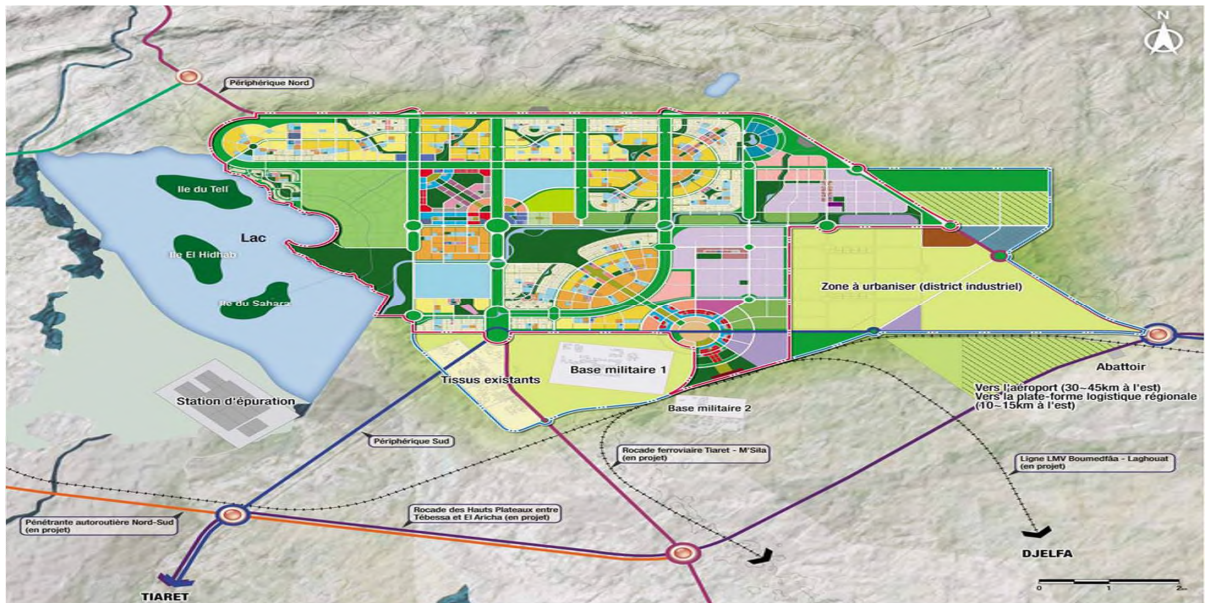 N
Périphérique Nord
Ile du Tell
Lac
Ile El Hidhab
Ile du Sahara
Zone à urbaniser (district industriel)
Tissus existants
Base militaire 1
Abattoir
Vers l'aéroport (30~45km à l'est)
Vers la plate-forme logistique régionale
(10~15km à l'est)
Station d'épuration
Base militaire 2
Périphérique Sud
Rocade ferroviaire Tiaret - M'Sila
(en projet)
Ligne LMV Boumedfâa - Laghouat
(en projet)
Pénétrante autoroutière Nord-Sud
(en projet)
Rocade des Hauts Plateaux entre
Tébessa et El Aricha (en projet)
DJELFA
TIARET
0 1